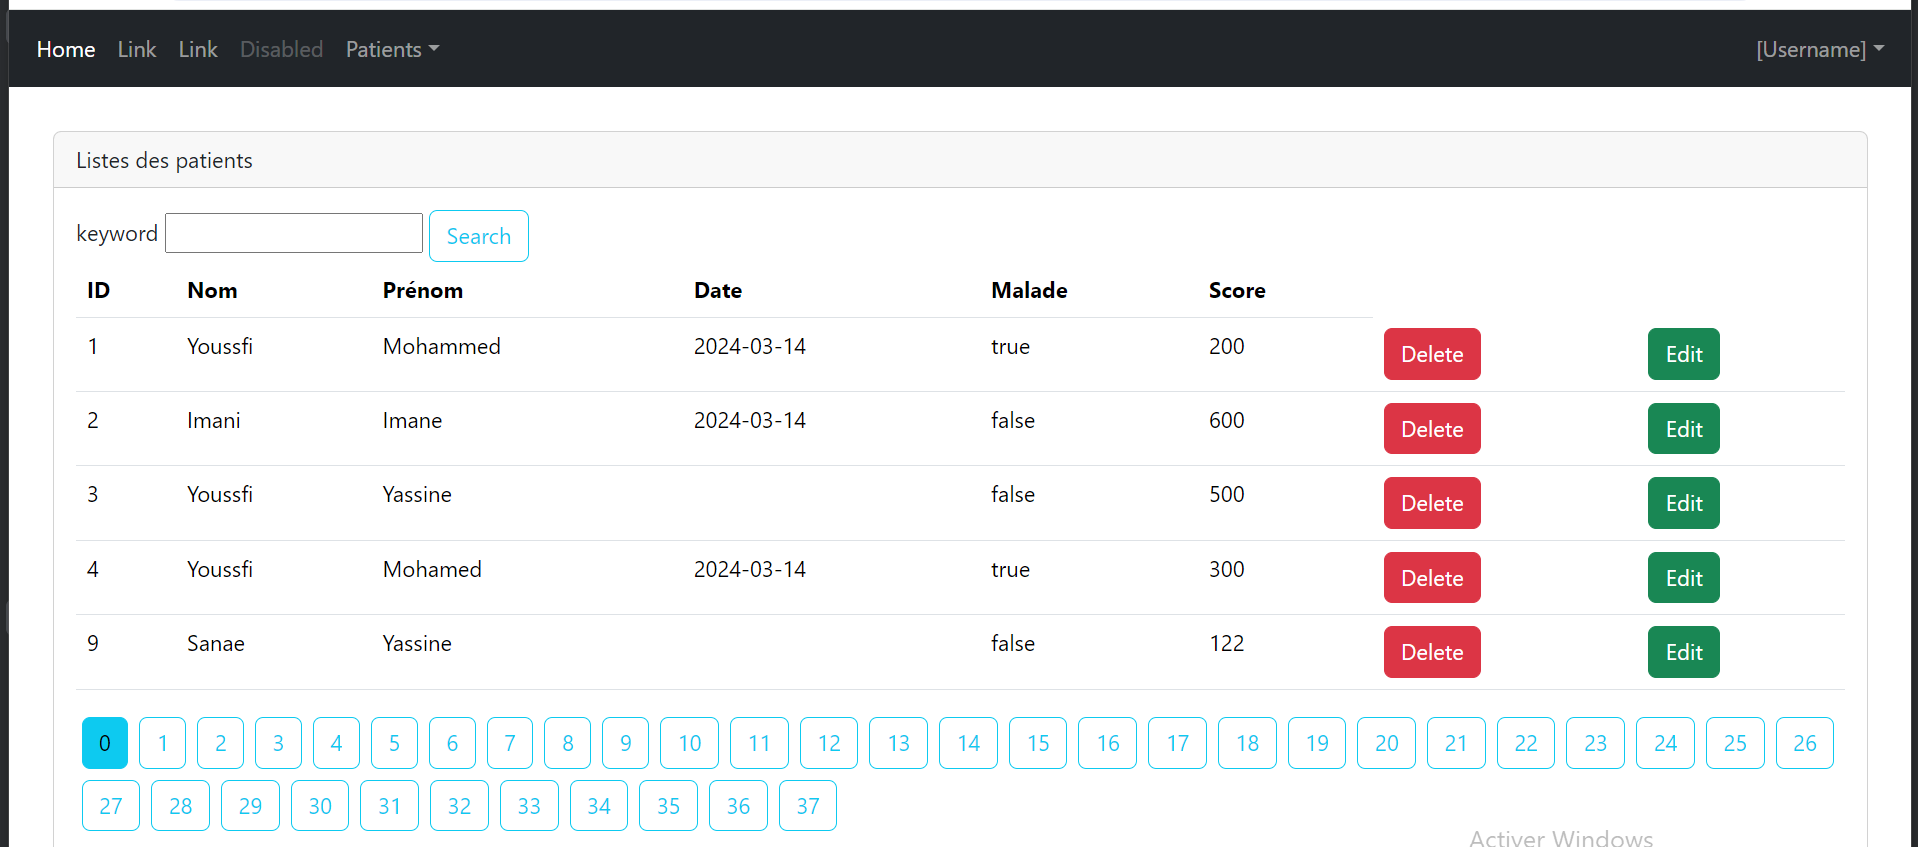 Home Link Link Disabled Patients [Username]
Listes des patients
keyword Search
ID Nom Prénom Date Malade Score
1 Youssfi Mohammed 2024-03-14 true 200 Delete Edit
2 Imani Imane 2024-03-14 false 600 Delete Edit
3 Youssfi Yassine false 500 Delete Edit
4 Youssfi Mohamed 2024-03-14 true 300 Delete Edit
9 Sanae Yassine false 122 Delete Edit
0 1 2 3 4 5 6 7 8 9 10 11 12 13 14 15 16 17 18 19 20 21 22 23 24 25 26
27 28 29 30 31 32 33 34 35 36 37
Activer Windows